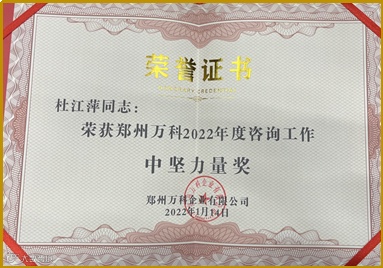 荣誉证书
HONORARY CREDENTIAL
杜江萍同志：
荣获郑州万科2022年度咨询工作
中坚力量奖
郑州万科企业有限公司
2022年1月14日